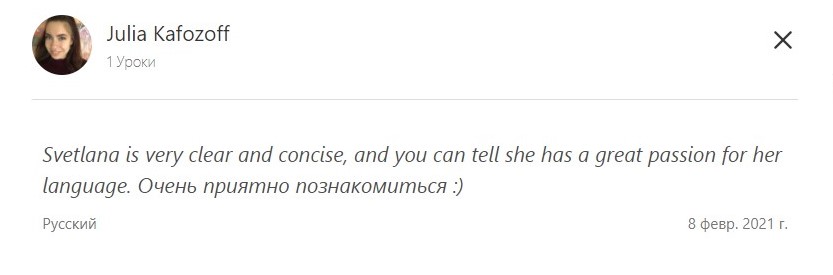 Julia Kafozoff
1 Уроки
Svetlana is very clear and concise, and you can tell she has a great passion for her
language. Очень приятно познакомиться :)
Русский
8 февр. 2021 г.